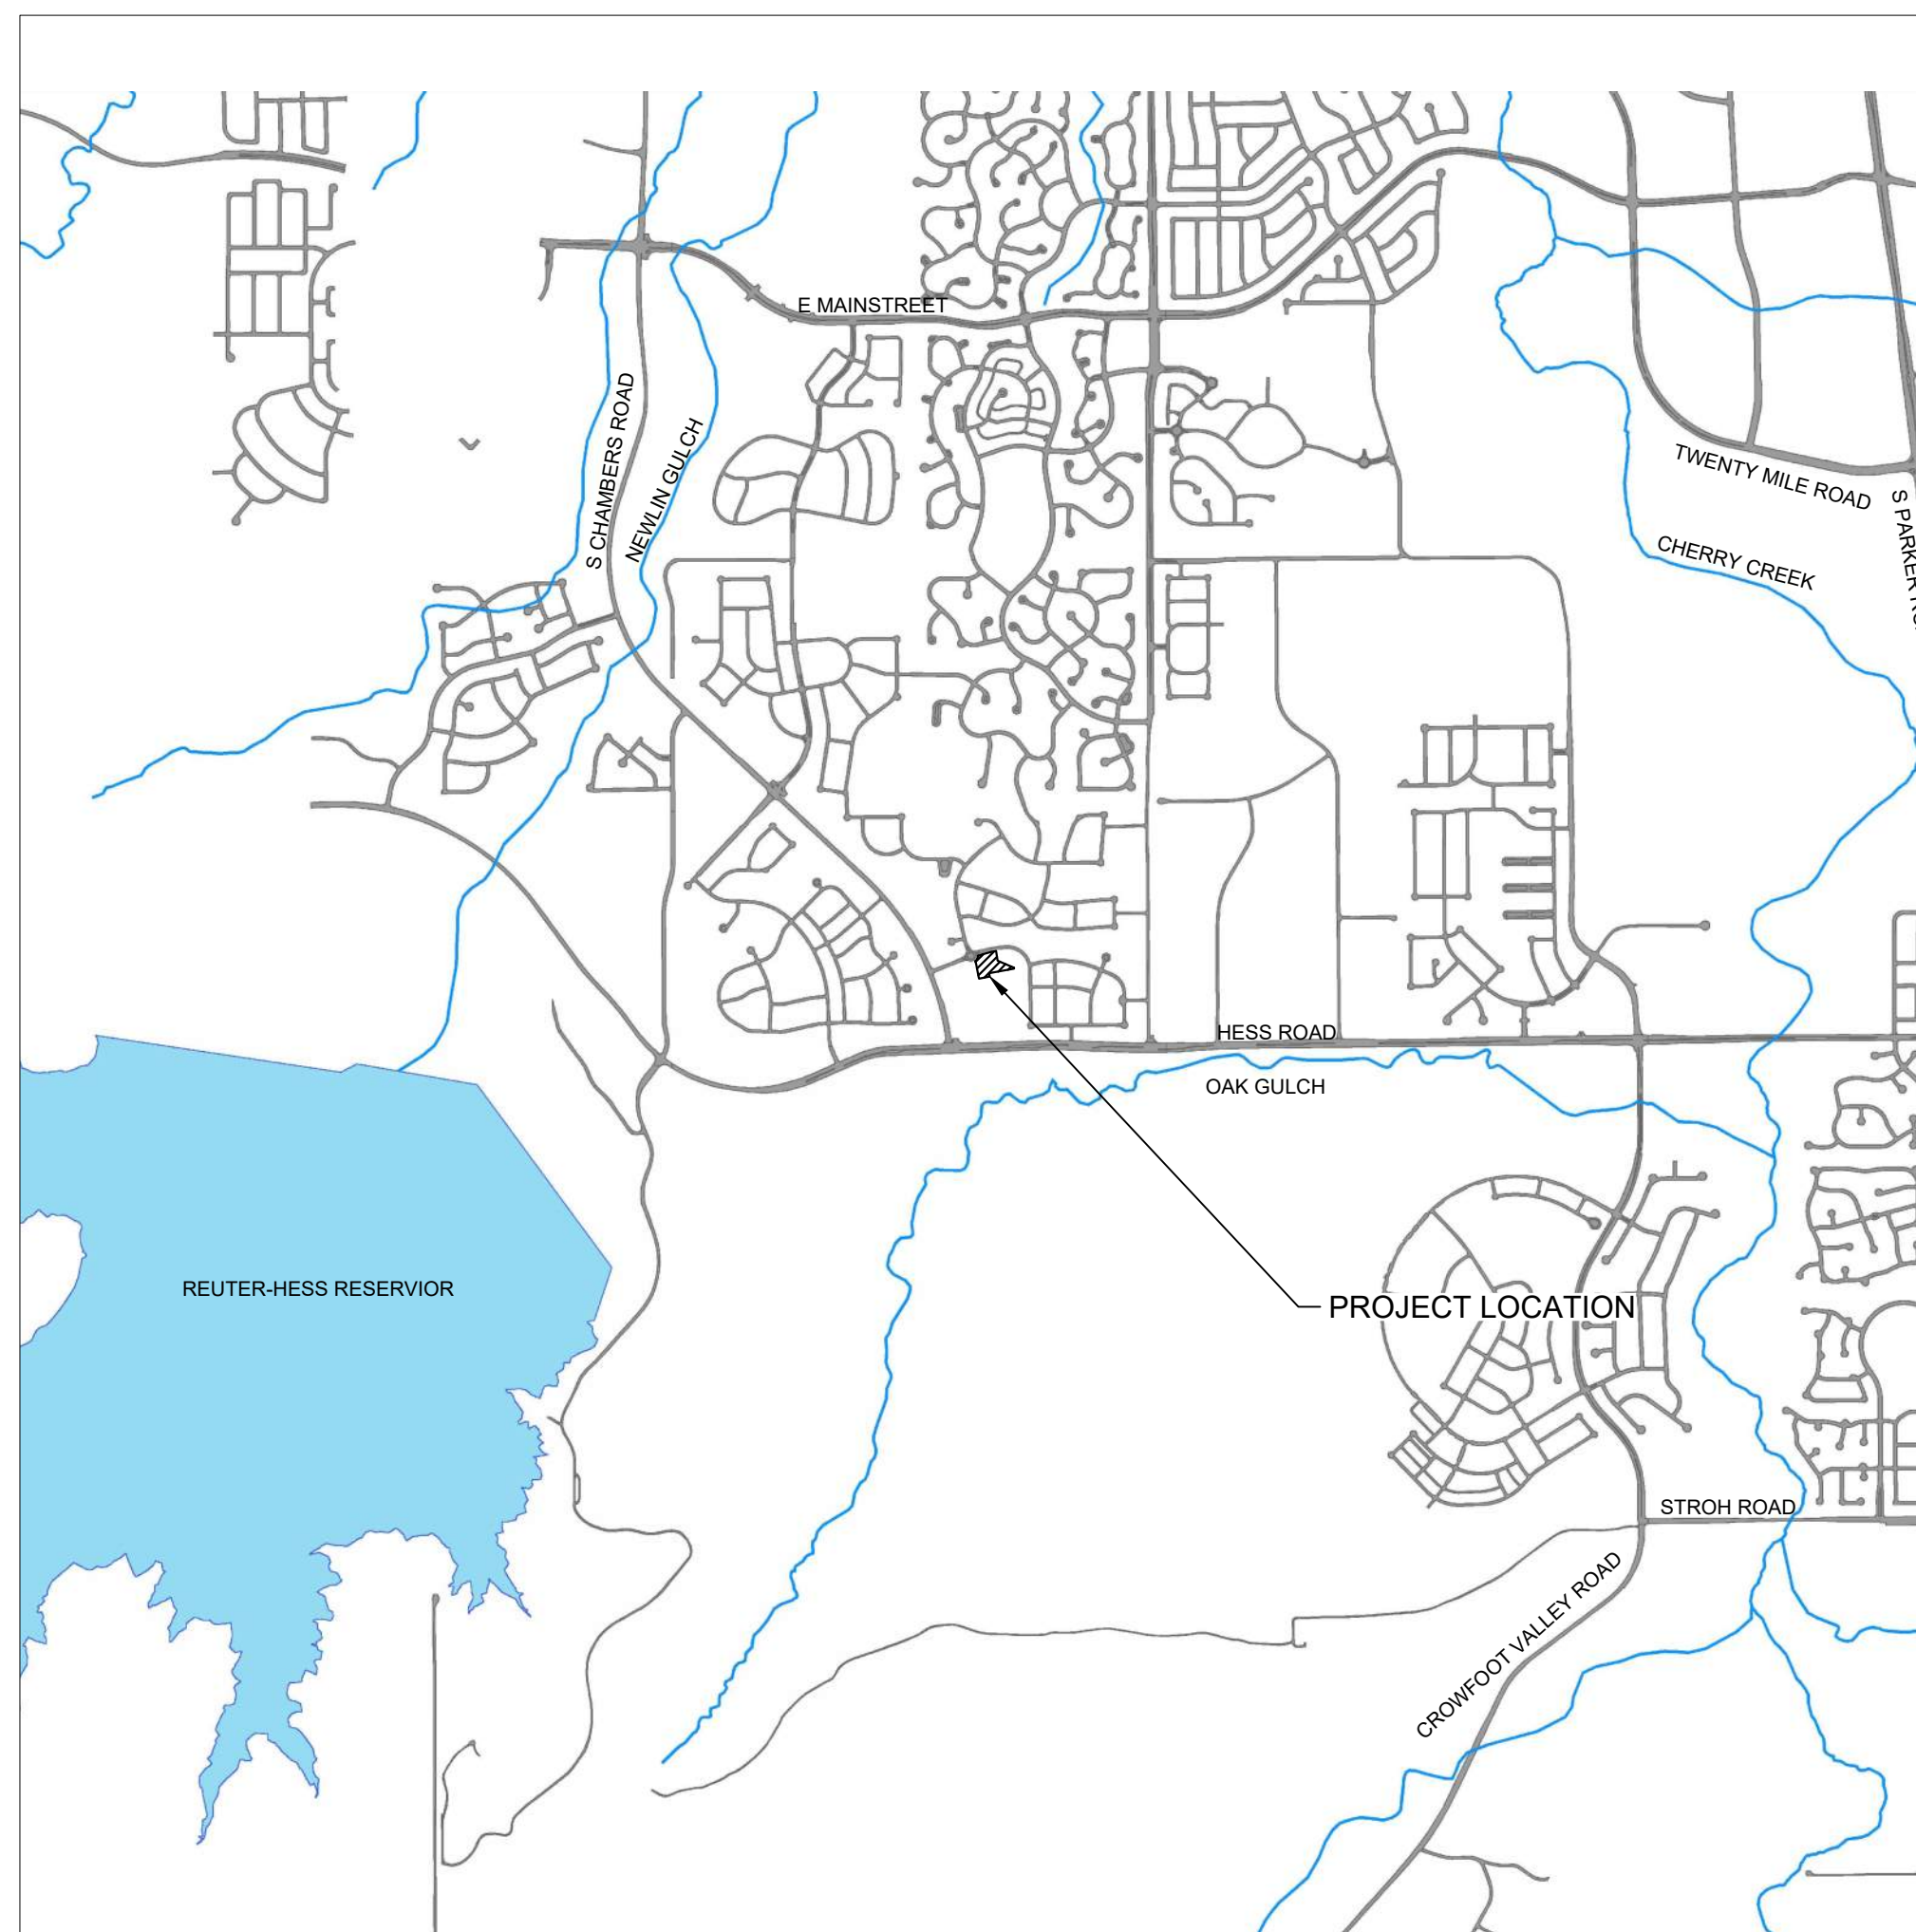 E MAINSTREET
S CHAMBERS ROAD
NEWLIN GULCH
TWENTY MILE ROAD
S PARKER
CHERRY CREEK
HESS ROAD
OAK GULCH
REUTER-HESS RESERVIOR
PROJECT LOCATION
STROH ROAD
CROWFOOT VALLEY ROAD